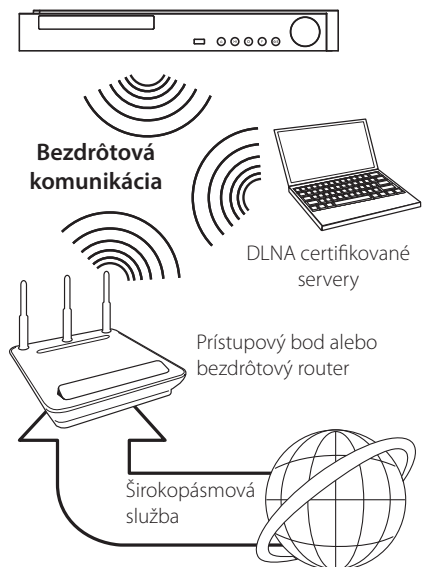 Bezdrôtová
komunikácia
DLNA certifikované
servery
Prístupový bod alebo
bezdrôtový router
Širokopásmová
služba